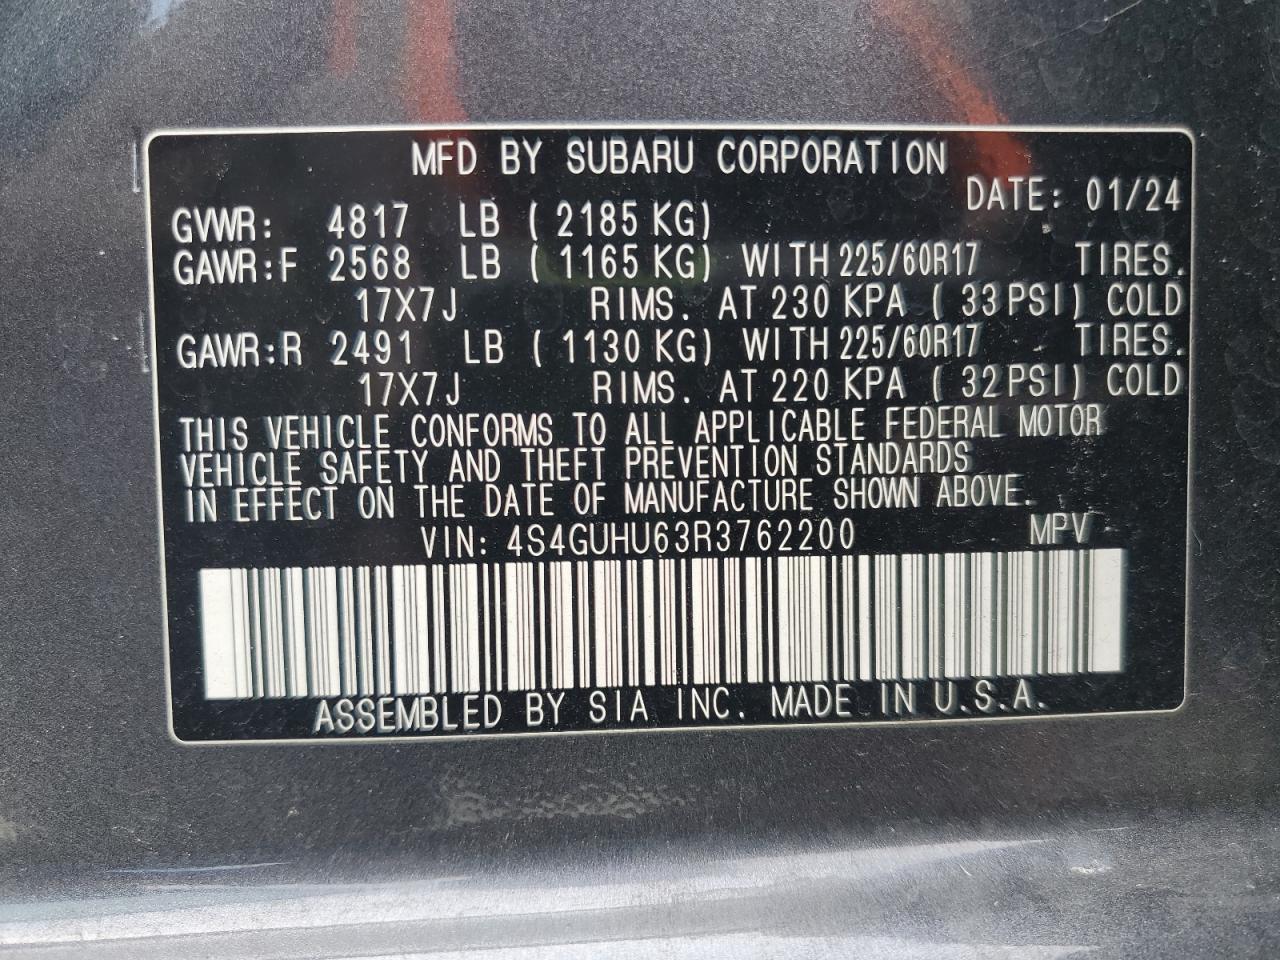 MFD BY SUBARU CORPORATION
DATE: 01/24
GVWR: 4817 LB ( 2185 KG)
GAWR:F 2568 LB ( 1165 KG) WITH 225/60R17 TIRES.
17X7J RIMS. AT 230 KPA ( 33 PSI) COLD
GAWR:R 2491 LB ( 1130 KG) WITH 225/60R17 TIRES.
17X7J RIMS. AT 220 KPA ( 32 PSI) COLD
THIS VEHICLE CONFORMS TO ALL APPLICABLE FEDERAL MOTOR
VEHICLE SAFETY AND THEFT PREVENTION STANDARDS
IN EFFECT ON THE DATE OF MANUFACTURE SHOWN ABOVE.
VIN: 4S4GUHU63R3762200 MPV
ASSEMBLED BY SIA INC. MADE IN U.S.A.